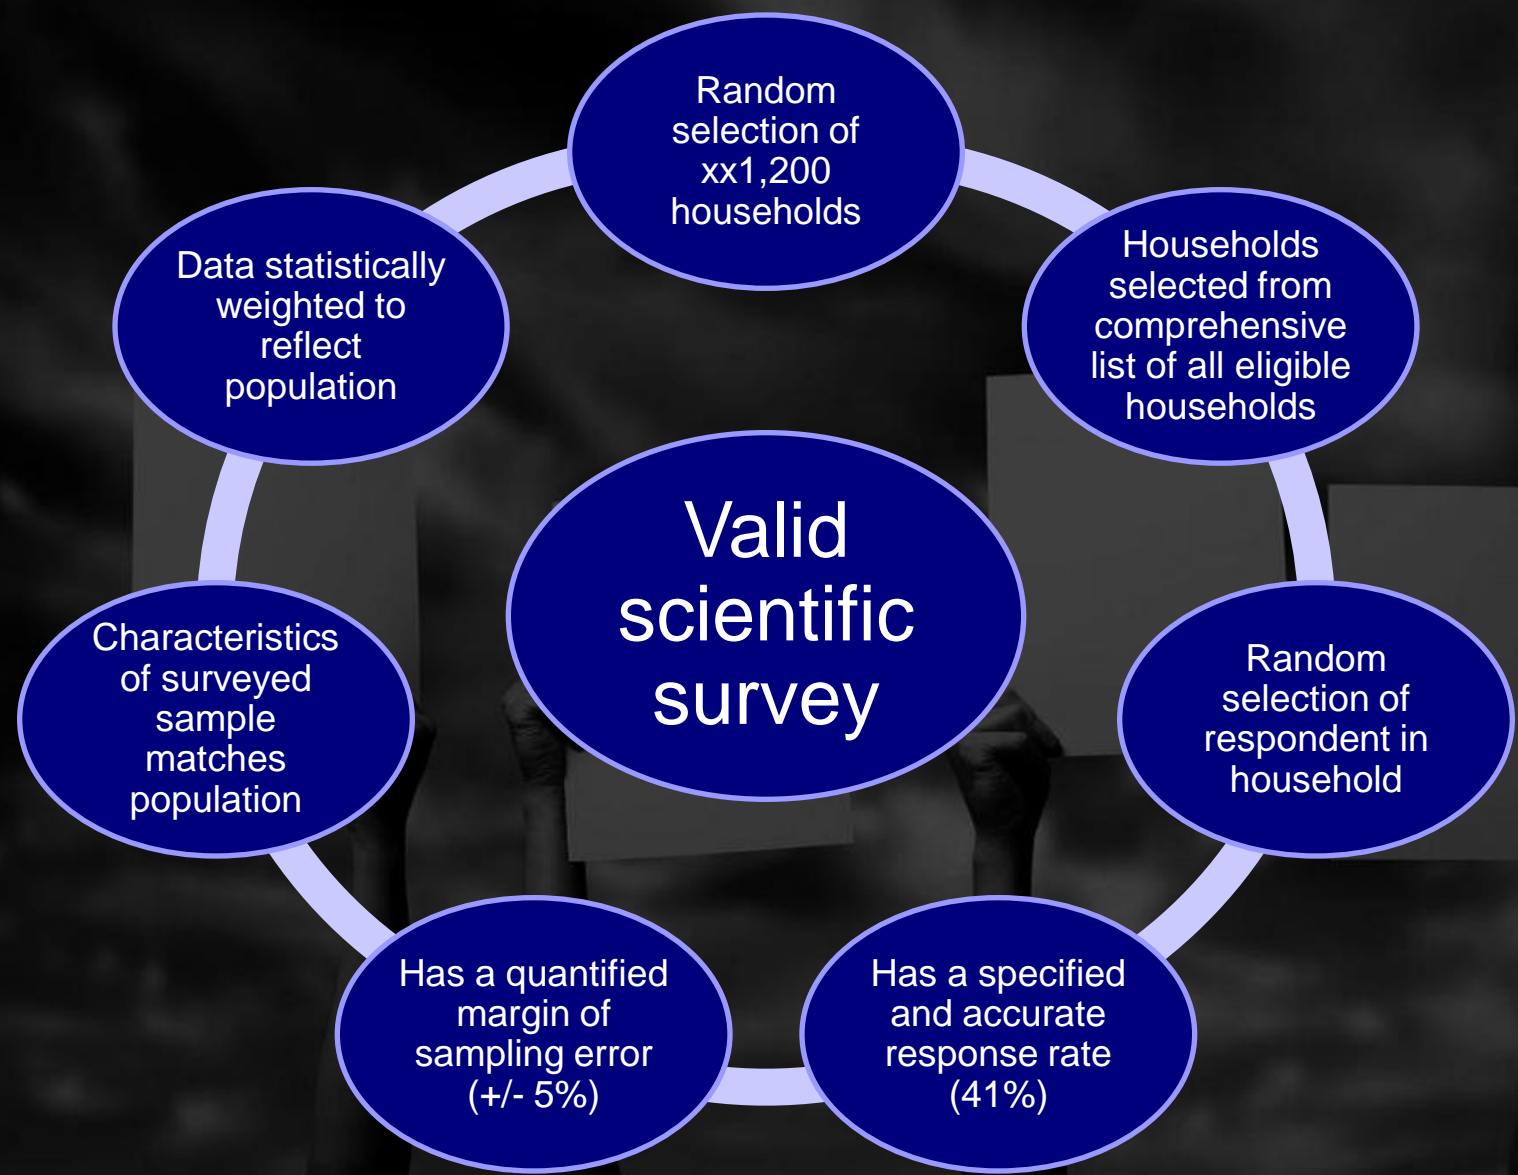 Random
selection of
xx1,200
households
Households
selected from
comprehensive
list of all eligible
households
Random
selection of
respondent in
household
Has a specified
and accurate
response rate
(41%)
Has a quantified
margin of
sampling error
(+/- 5%)
Characteristics
of surveyed
sample
matches
population
Data statistically
weighted to
reflect
population
Valid
scientific
survey